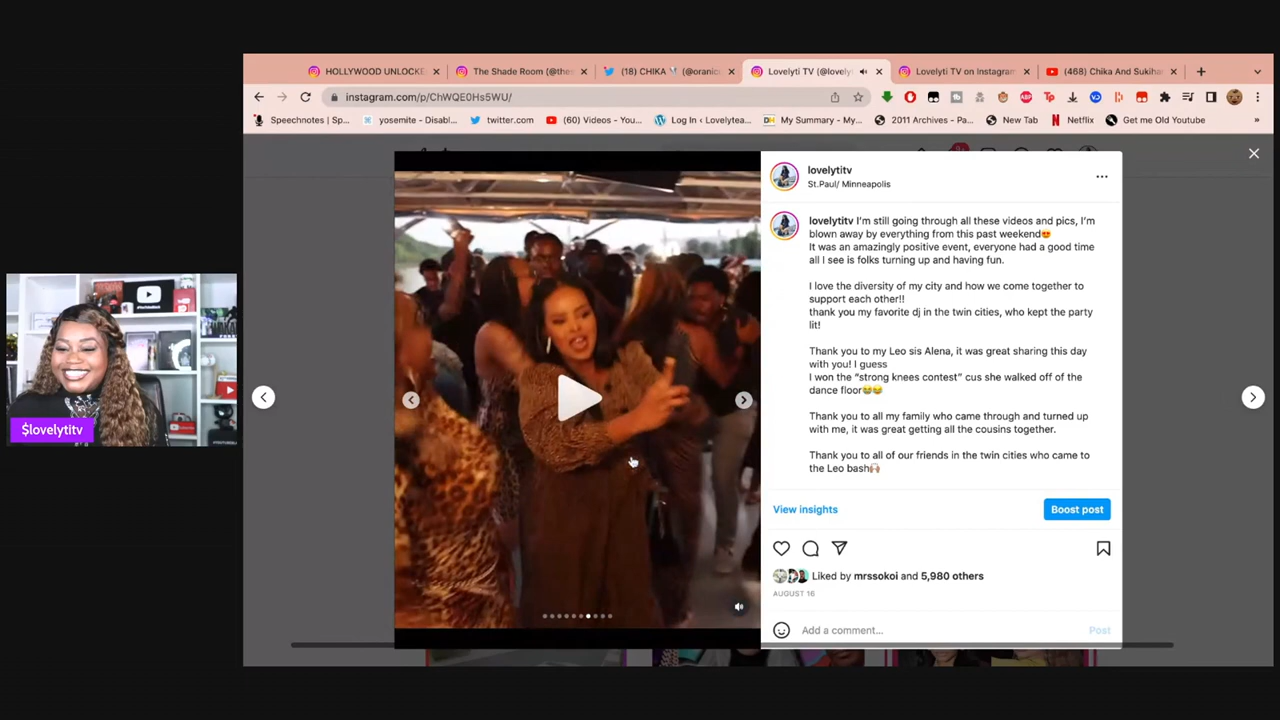 HOLLYWOOD UNLOCKE
The Shade Room (@thes
(18) CHIKA (@oranic
Lovelyti TV (@lovely
Lovelyti TV on Instagram
(468) Chika And Sukiha
instagram.com/p/ChWQE0Hs5WU/
Speechnotes | Sp...
yosemite - Disabl...
twitter.com
(60) Videos - You...
Log In ‹ Lovelytea...
My Summary - My...
2011 Archives - Pa...
New Tab
Netflix
Get me Old Youtube
lovelytitv
St.Paul/ Minneapolis
lovelytitv I'm still going through all these videos and pics, I'm
blown away by everything from this past weekend😍
It was an amazingly positive event, everyone had a good time
all I see is folks turning up and having fun.
I love the diversity of my city and how we come together to
support each other!!
thank you my favorite dj in the twin cities, who kept the party
lit!
Thank you to my Leo sis Alena, it was great sharing this day
with you! I guess
I won the “strong knees contest” cus she walked off of the
dance floor😂😂
Thank you to all my family who came through and turned up
with me, it was great getting all the cousins together.
Thank you to all of our friends in the twin cities who came to
the Leo bash🙌🏽
View insights
Boost post
Liked by mrssokoi and 5,980 others
AUGUST 16
Add a comment...
Post
$lovelytitv